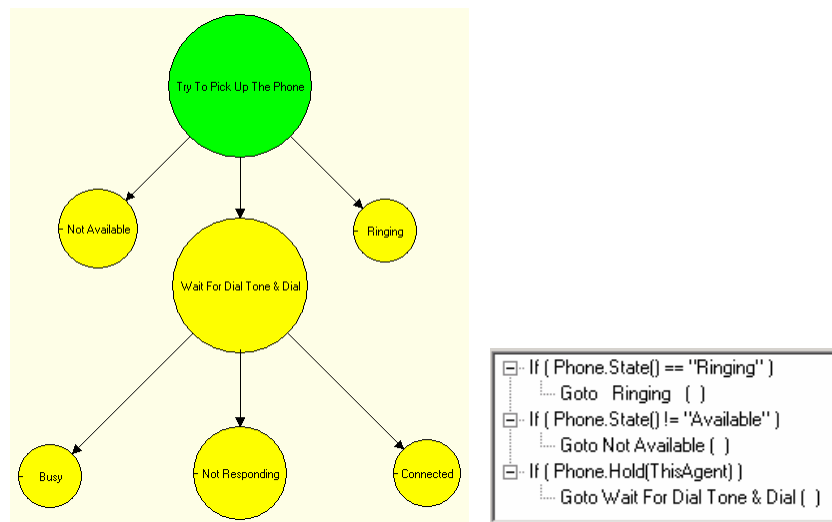 Try To Pick Up The Phone
Not Available
Ringing
Wait For Dial Tone & Dial
Busy
Not Responding
Connected
If ( Phone.State() == "Ringing" )
Goto Ringing ( )
If ( Phone.State() != "Available" )
Goto Not Available ( )
If ( Phone.Hold(ThisAgent) )
Goto Wait For Dial Tone & Dial ( )